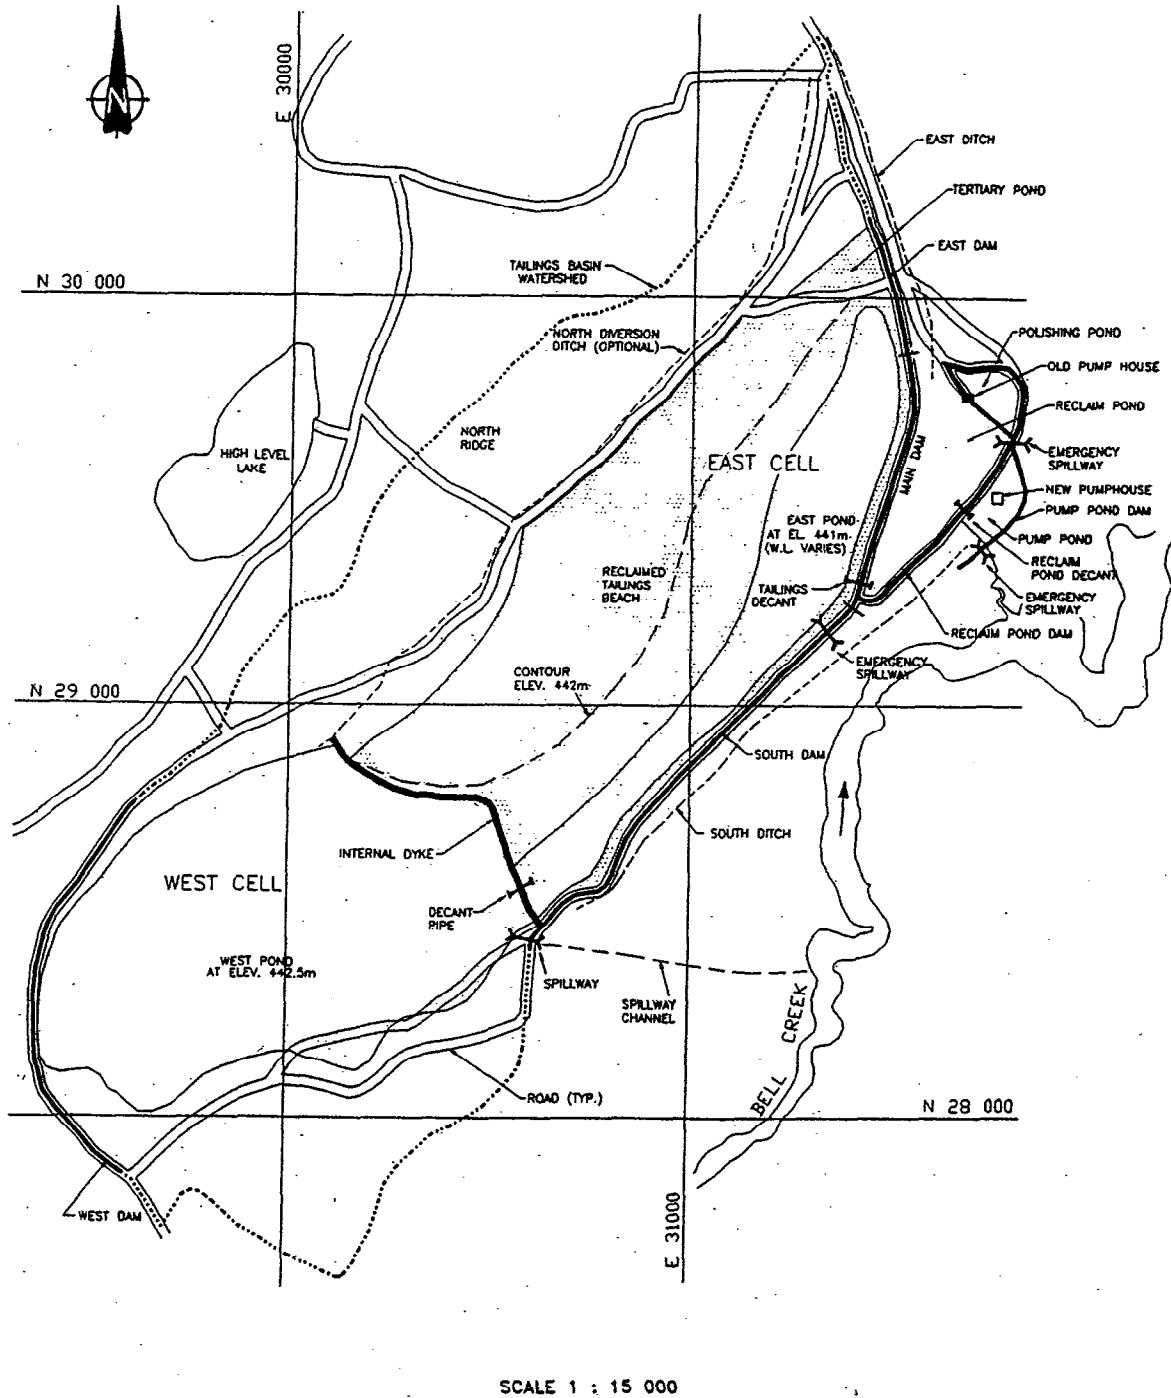 N
E 30000
EAST DITCH
TERTIARY POND
EAST DAM
N 30 000
TAILINGS BASIN
WATERSHED
NORTH DIVERSION
DITCH (OPTIONAL)
POLISHING POND
OLD PUMP HOUSE
RECLAIM POND
NORTH
RIDGE
HIGH LEVEL
LAKE
EAST CELL
MAIN DAM
EMERGENCY
SPILLWAY
NEW PUMPHOUSE
PUMP POND DAM
EAST POND
AT EL. 441m
(W.L. VARIES)
PUMP POND
RECLAIM
POND DECANT
RECLAIMED
TAILINGS
BEACH
TAILINGS
DECANT
EMERGENCY
SPILLWAY
RECLAIM POND DAM
EMERGENCY
SPILLWAY
CONTOUR
ELEV. 442m
N 29 000
SOUTH DAM
SOUTH DITCH
INTERNAL DYKE
WEST CELL
DECANT
PIPE
WEST POND
AT ELEV. 442.5m
SPILLWAY
SPILLWAY
CHANNEL
BELL CREEK
ROAD (TYP.)
N 28 000
WEST DAM
E 31000
SCALE 1 : 15 000